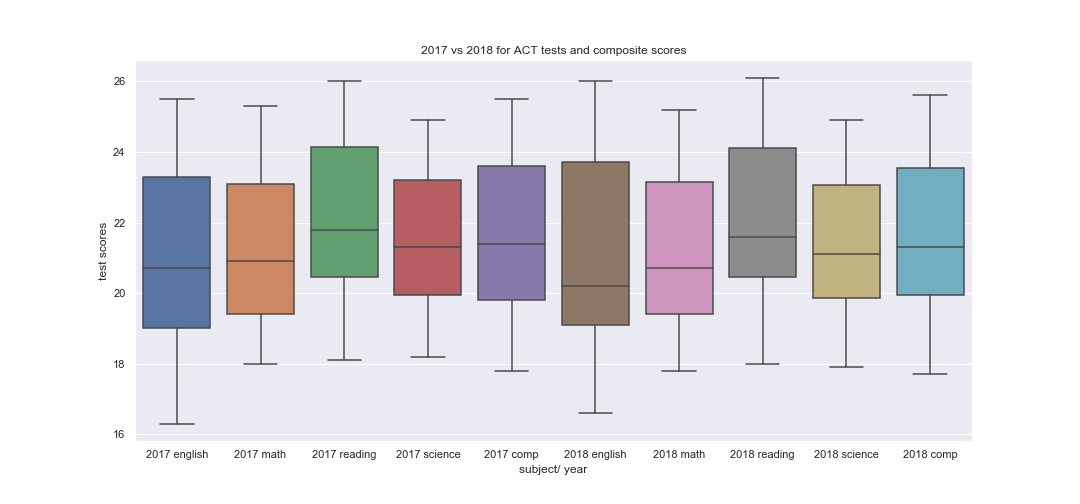 2017 vs 2018 for ACT tests and composite scores
test scores
26
24
22
20
18
16
2017 english 2017 math 2017 reading 2017 science 2017 comp 2018 english 2018 math 2018 reading 2018 science 2018 comp
subject/ year